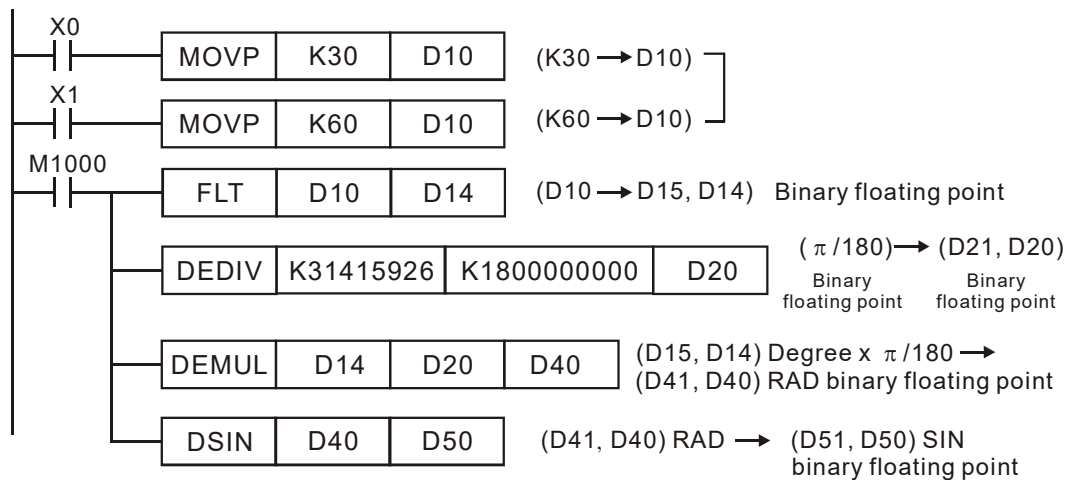 X0
MOVP K30 D10 (K30 → D10)
X1
MOVP K60 D10 (K60 → D10)
M1000
FLT D10 D14 (D10 → D15, D14) Binary floating point
DEDIV K31415926 K1800000000 D20 ( π /180) → (D21, D20)
Binary floating point Binary floating point
DEMUL D14 D20 D40 (D15, D14) Degree x π /180 →
(D41, D40) RAD binary floating point
DSIN D40 D50 (D41, D40) RAD → (D51, D50) SIN
binary floating point